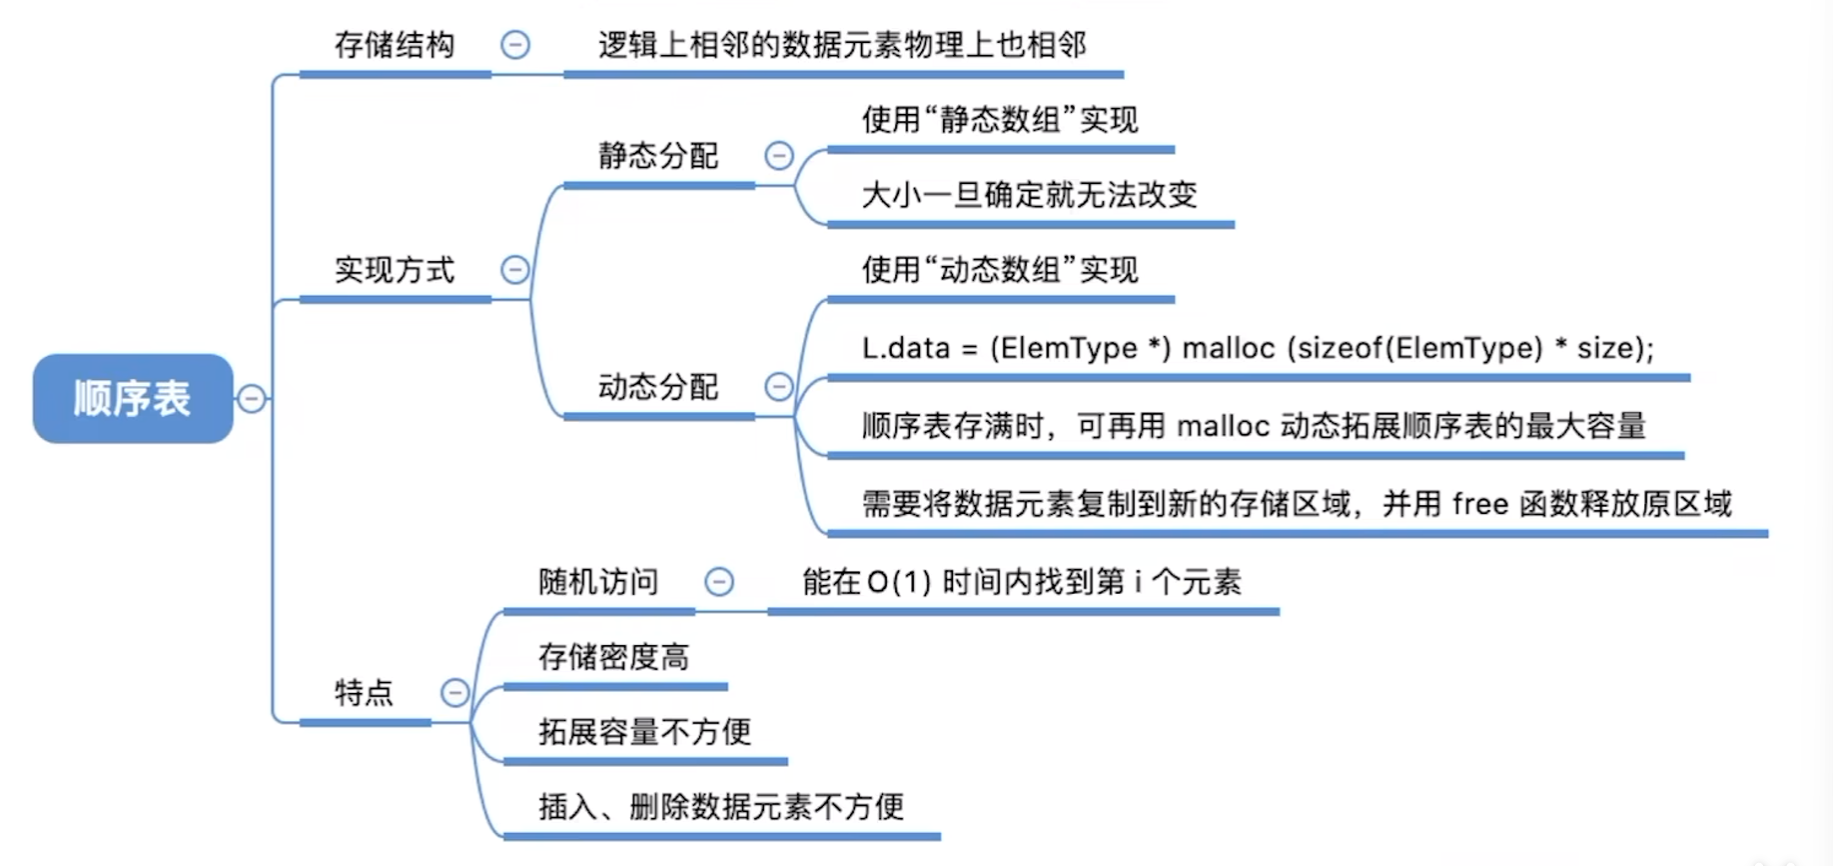 存储结构
逻辑上相邻的数据元素物理上也相邻
使用“静态数组”实现
静态分配
大小一旦确定就无法改变
实现方式
使用“动态数组”实现
L.data = (ElemType *) malloc (sizeof(ElemType) * size);
动态分配
顺序表
顺序表存满时，可再用 malloc 动态拓展顺序表的最大容量
需要将数据元素复制到新的存储区域，并用 free 函数释放原区域
随机访问
能在O(1) 时间内找到第 i 个元素
存储密度高
特点
拓展容量不方便
插入、删除数据元素不方便